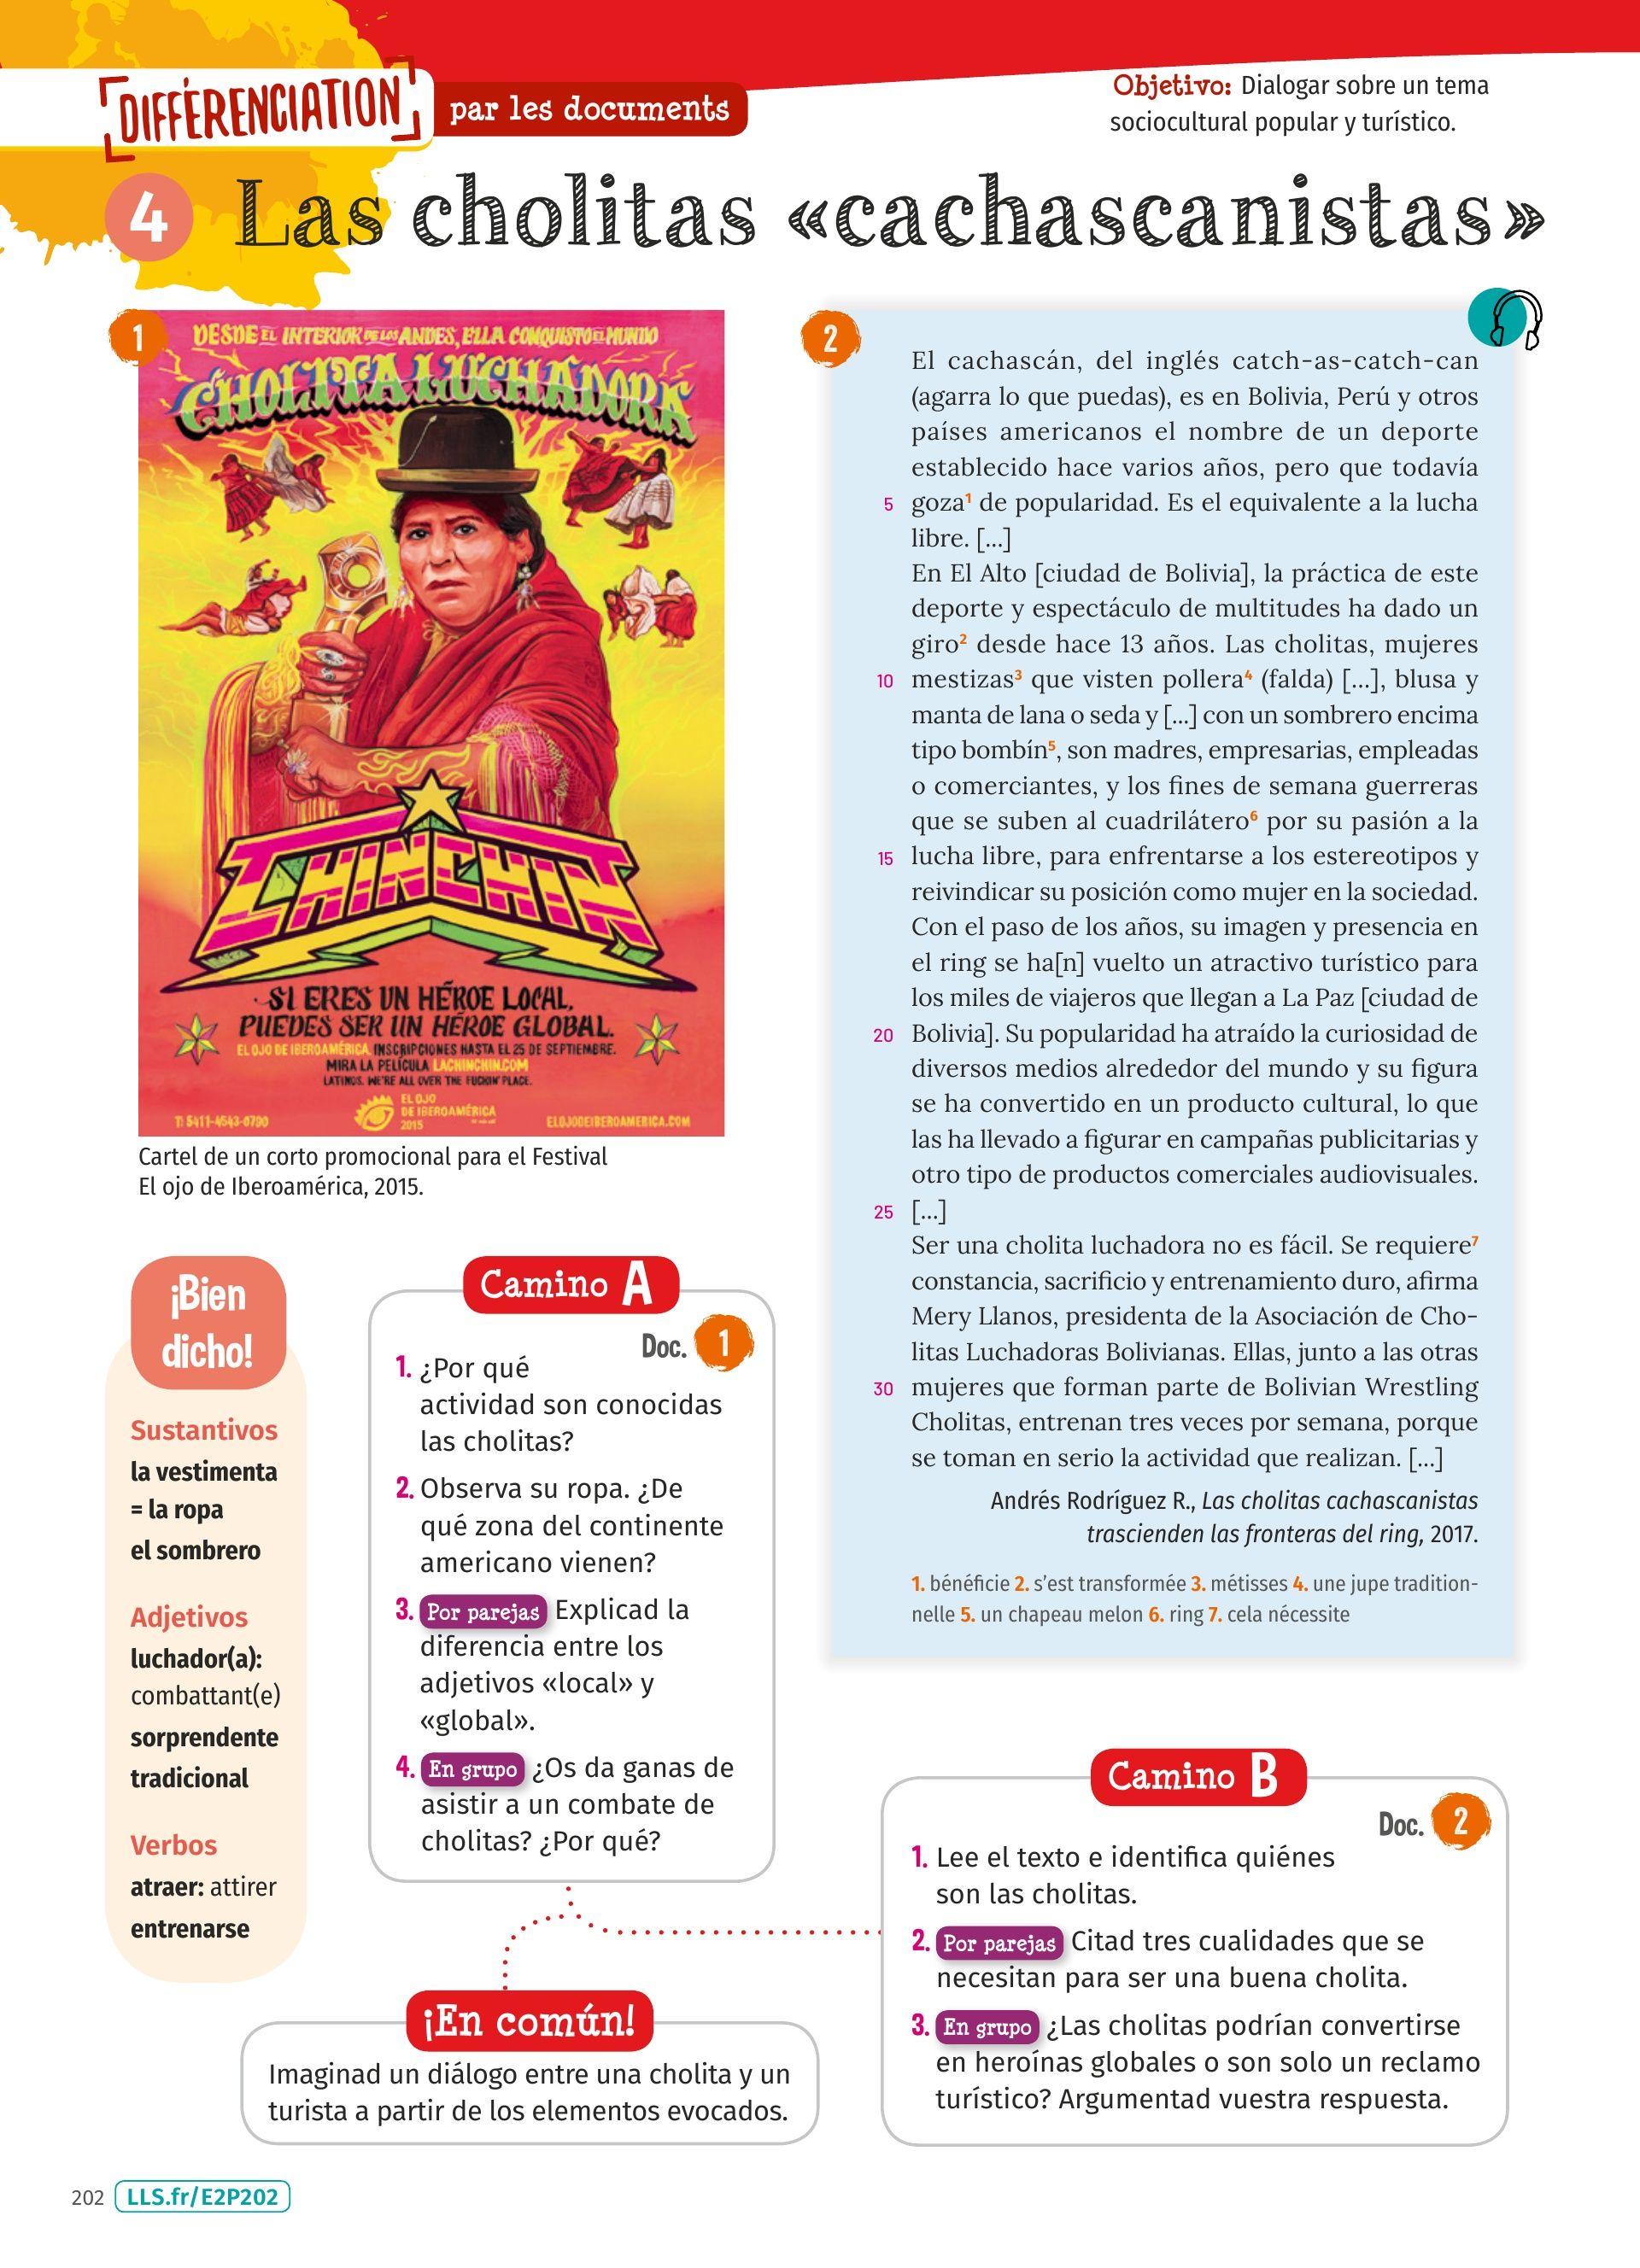 DIFFÉRENCIATION
par les documents
Objetivo: Dialogar sobre un tema
sociocultural popular y turístico.
4 Las cholitas «cachascanistas»
1
DESDE EL INTERIOR DE LOS ANDES, ELLA CONQUISTO EL MUNDO
CHOLITA LUCHADORA
CHINCHIN
SI ERES UN HÉROE LOCAL,
PUEDES SER UN HÉROE GLOBAL.
EL OJO DE IBEROAMÉRICA. INSCRIPCIONES HASTA EL 25 DE SEPTIEMBRE.
MIRA LA PELÍCULA LACHINCHIN.COM
LATINOS. WE'RE ALL OVER THE FUCKIN' PLACE.
T: 5411-4543-0790
EL OJO
DE IBEROAMÉRICA
2015
ELOJODEIBEROAMERICA.COM
Cartel de un corto promocional para el Festival
El ojo de Iberoamérica, 2015.
2
El cachascán, del inglés catch-as-catch-can
(agarra lo que puedas), es en Bolivia, Perú y otros
países americanos el nombre de un deporte
establecido hace varios años, pero que todavía
5 goza¹ de popularidad. Es el equivalente a la lucha
libre. [...]
En El Alto [ciudad de Bolivia], la práctica de este
deporte y espectáculo de multitudes ha dado un
giro² desde hace 13 años. Las cholitas, mujeres
10 mestizas³ que visten pollera⁴ (falda) [...], blusa y
manta de lana o seda y [...] con un sombrero encima
tipo bombín⁵, son madres, empresarias, empleadas
o comerciantes, y los fines de semana guerreras
que se suben al cuadrilátero⁶ por su pasión a la
15 lucha libre, para enfrentarse a los estereotipos y
reivindicar su posición como mujer en la sociedad.
Con el paso de los años, su imagen y presencia en
el ring se ha[n] vuelto un atractivo turístico para
los miles de viajeros que llegan a La Paz [ciudad de
20 Bolivia]. Su popularidad ha atraído la curiosidad de
diversos medios alrededor del mundo y su figura
se ha convertido en un producto cultural, lo que
las ha llevado a figurar en campañas publicitarias y
otro tipo de productos comerciales audiovisuales.
25 [...]
Ser una cholita luchadora no es fácil. Se requiere⁷
constancia, sacrificio y entrenamiento duro, afirma
Mery Llanos, presidenta de la Asociación de Cho-
litas Luchadoras Bolivianas. Ellas, junto a las otras
30 mujeres que forman parte de Bolivian Wrestling
Cholitas, entrenan tres veces por semana, porque
se toman en serio la actividad que realizan. [...]
Andrés Rodríguez R., Las cholitas cachascanistas
trascienden las fronteras del ring, 2017.
1. bénéficie 2. s'est transformée 3. métisses 4. une jupe tradition-
nelle 5. un chapeau melon 6. ring 7. cela nécessite
¡Bien
dicho!
Sustantivos
la vestimenta
= la ropa
el sombrero
Adjetivos
luchador(a):
combattant(e)
sorprendente
tradicional
Verbos
atraer: attirer
entrenarse
Camino A
Doc. 1
1. ¿Por qué
actividad son conocidas
las cholitas?
2. Observa su ropa. ¿De
qué zona del continente
americano vienen?
3. Por parejas Explicad la
diferencia entre los
adjetivos «local» y
«global».
4. En grupo ¿Os da ganas de
asistir a un combate de
cholitas? ¿Por qué?
Camino B
Doc. 2
1. Lee el texto e identifica quiénes
son las cholitas.
2. Por parejas Citad tres cualidades que se
necesitan para ser una buena cholita.
3. En grupo ¿Las cholitas podrían convertirse
en heroínas globales o son solo un reclamo
turístico? Argumentad vuestra respuesta.
¡En común!
Imaginad un diálogo entre una cholita y un
turista a partir de los elementos evocados.
202 LLS.fr/E2P202